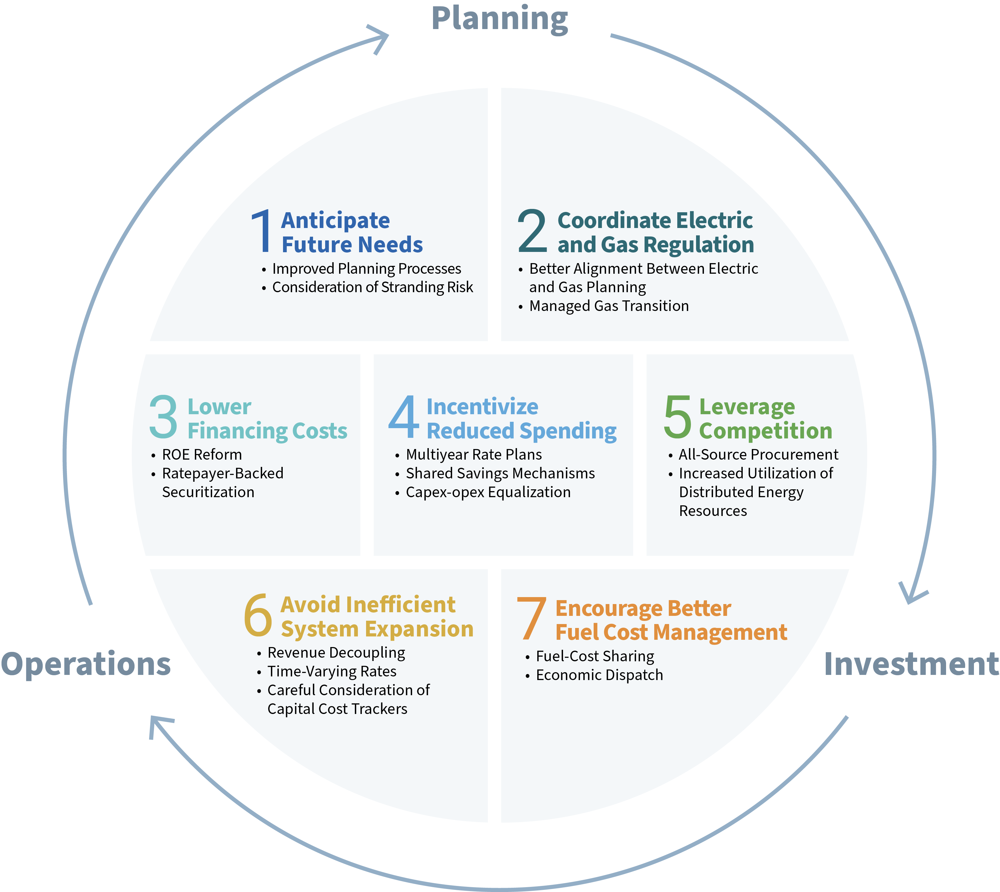 Planning
1 Anticipate
Future Needs
• Improved Planning Processes
• Consideration of Stranding Risk
2 Coordinate Electric
and Gas Regulation
• Better Alignment Between Electric
and Gas Planning
• Managed Gas Transition
3 Lower
Financing Costs
• ROE Reform
• Ratepayer-Backed
Securitization
4 Incentivize
Reduced Spending
• Multiyear Rate Plans
• Shared Savings Mechanisms
• Capex-opex Equalization
5 Leverage
Competition
• All-Source Procurement
• Increased Utilization of
Distributed Energy
Resources
6 Avoid Inefficient
System Expansion
• Revenue Decoupling
• Time-Varying Rates
• Careful Consideration of
Capital Cost Trackers
7 Encourage Better
Fuel Cost Management
• Fuel-Cost Sharing
• Economic Dispatch
Operations
Investment